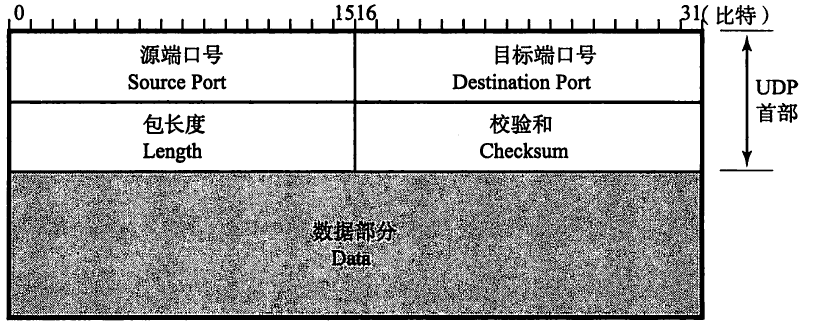 0 1516 31(比特)
源端口号 目标端口号
Source Port Destination Port
UDP
首部
包长度 校验和
Length Checksum
数据部分
Data